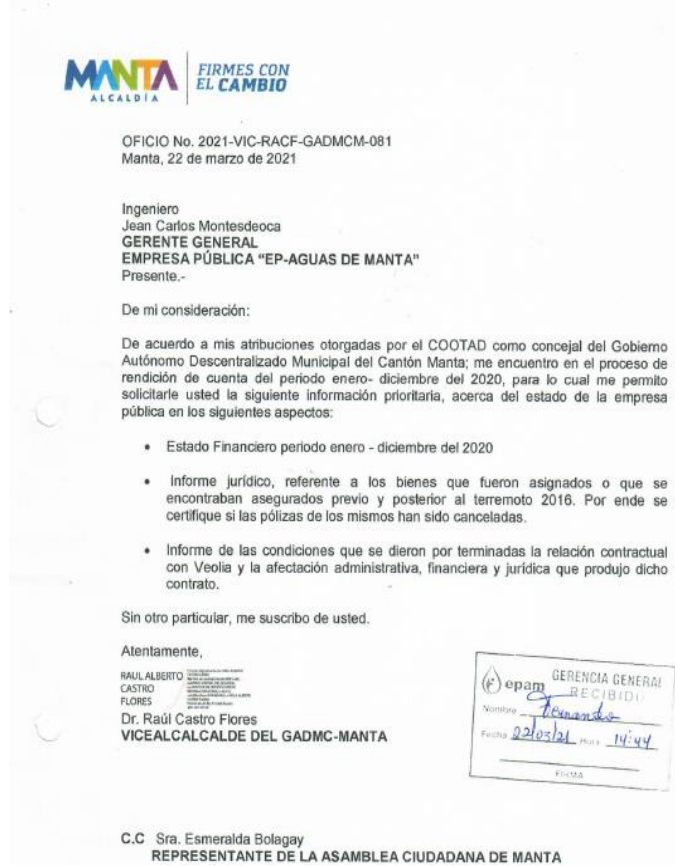 MANTA
ALCALDÍA
FIRMES CON
EL CAMBIO
OFICIO No. 2021-VIC-RACF-GADMCM-081
Manta, 22 de marzo de 2021
Ingeniero
Jean Carlos Montesdeoca
GERENTE GENERAL
EMPRESA PÚBLICA “EP-AGUAS DE MANTA”
Presente.-
De mi consideración:
De acuerdo a mis atribuciones otorgadas por el COOTAD como concejal del Gobierno
Autónomo Descentralizado Municipal del Cantón Manta; me encuentro en el proceso de
rendición de cuenta del periodo enero- diciembre del 2020, para lo cual me permito
solicitarle usted la siguiente información prioritaria, acerca del estado de la empresa
pública en los siguientes aspectos:
• Estado Financiero periodo enero - diciembre del 2020
• Informe jurídico, referente a los bienes que fueron asignados o que se
encontraban asegurados previo y posterior al terremoto 2016. Por ende se
certifique si las pólizas de los mismos han sido canceladas.
• Informe de las condiciones que se dieron por terminadas la relación contractual
con Veolia y la afectación administrativa, financiera y jurídica que produjo dicho
contrato.
Sin otro particular, me suscribo de usted.
Atentamente,
RAUL ALBERTO
CASTRO
FLORES
Dr. Raúl Castro Flores
VICEALCALCALDE DEL GADMC-MANTA
epam GERENCIA GENERAL
RECIBIDO
Nombre Fernando
Fecha 22/03/21 Hora 14:44
FIRMA
C.C Sra. Esmeralda Bolagay
REPRESENTANTE DE LA ASAMBLEA CIUDADANA DE MANTA